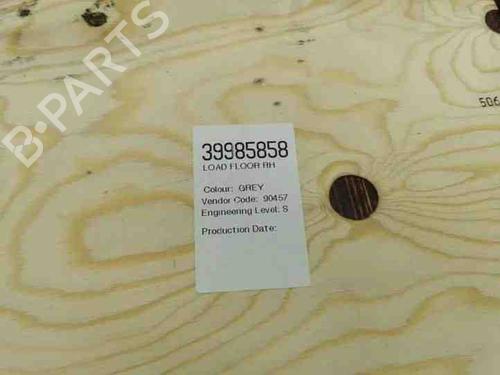 B-PARTS
506
39985858
LOAD FLOOR RH
Colour: GREY
Vendor Code: 90457
Engineering Level: S
Production Date: